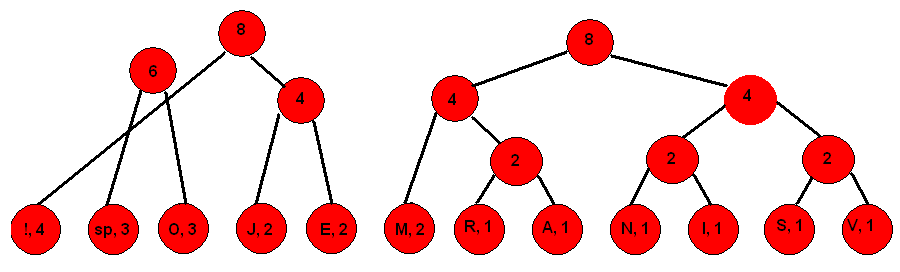 8
8
6
4
4
4
2
2
2
!, 4
sp, 3
O, 3
J, 2
E, 2
M, 2
R, 1
A, 1
N, 1
I, 1
S, 1
V, 1